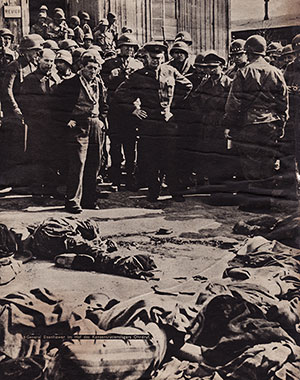 General Eisenhower im Hof des Konzentrationslagers Ohrdruf